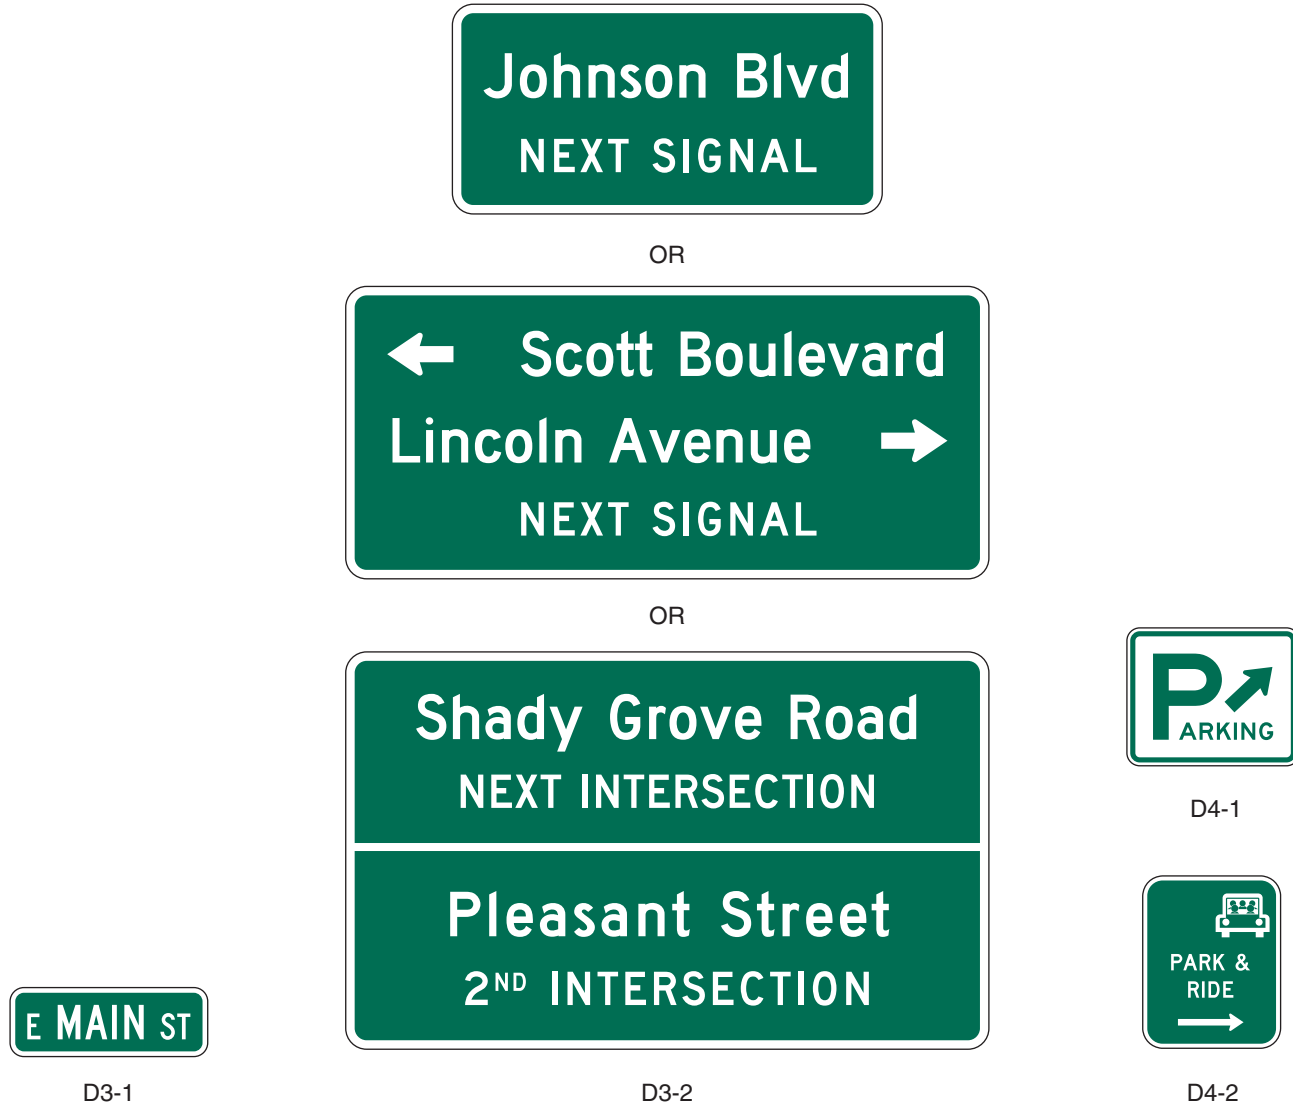 Johnson Blvd
NEXT SIGNAL
OR
Scott Boulevard
Lincoln Avenue
NEXT SIGNAL
OR
Shady Grove Road
NEXT INTERSECTION
Pleasant Street
2ND INTERSECTION
E MAIN ST
D3-1
D3-2
PARKING
D4-1
PARK &
RIDE
D4-2